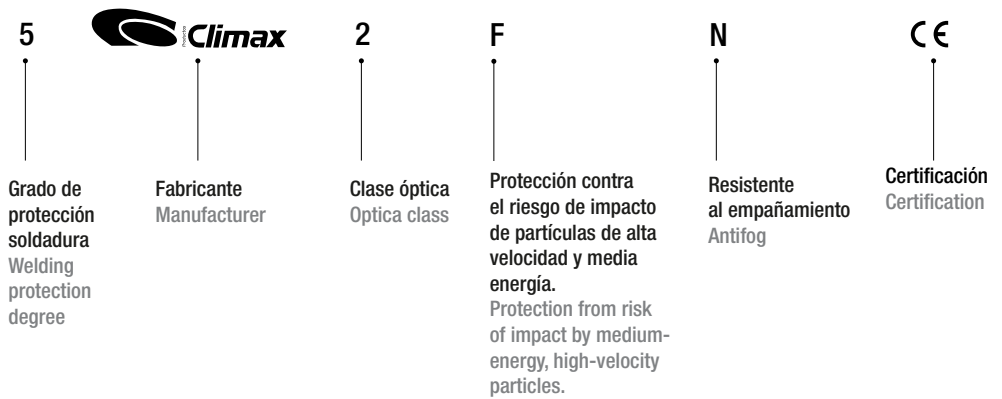 5
Productos
Climax
2
F
N
CE
Grado de
protección
soldadura
Welding
protection
degree
Fabricante
Manufacturer
Clase óptica
Optica class
Protección contra
el riesgo de impacto
de partículas de alta
velocidad y media
energía.
Protection from risk
of impact by medium-
energy, high-velocity
particles.
Resistente
al empañamiento
Antifog
Certificación
Certification